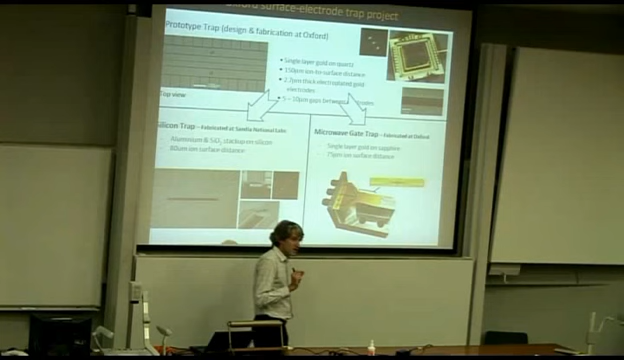 Oxford surface-electrode trap project
Prototype Trap (design & fabrication at Oxford)
• Single layer gold on quartz
• 150μm ion-to-surface distance
• 2.7μm thick electroplated gold
electrodes
• 5 – 10μm gaps between electrodes
Top view
Silicon Trap – Fabricated at Sandia National Labs
Aluminium & SiO₂ stackup on silicon
80μm ion surface distance
Microwave Gate Trap – Fabricated at Oxford
Single layer gold on sapphire
75μm ion surface distance